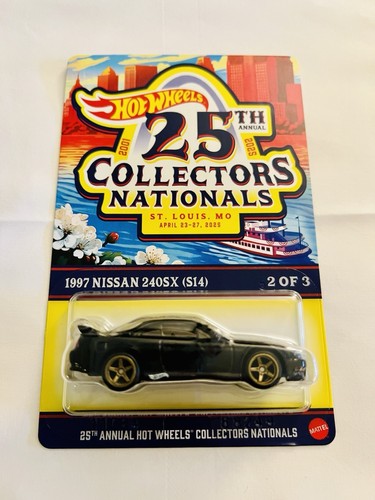 Hot Wheels
25TH
ANNUAL
2001
2025
COLLECTORS
NATIONALS
ST. LOUIS, MO
APRIL 23-27, 2025
1997 NISSAN 240SX (S14)
2 OF 3
25TH ANNUAL HOT WHEELS COLLECTORS NATIONALS
MATTEL